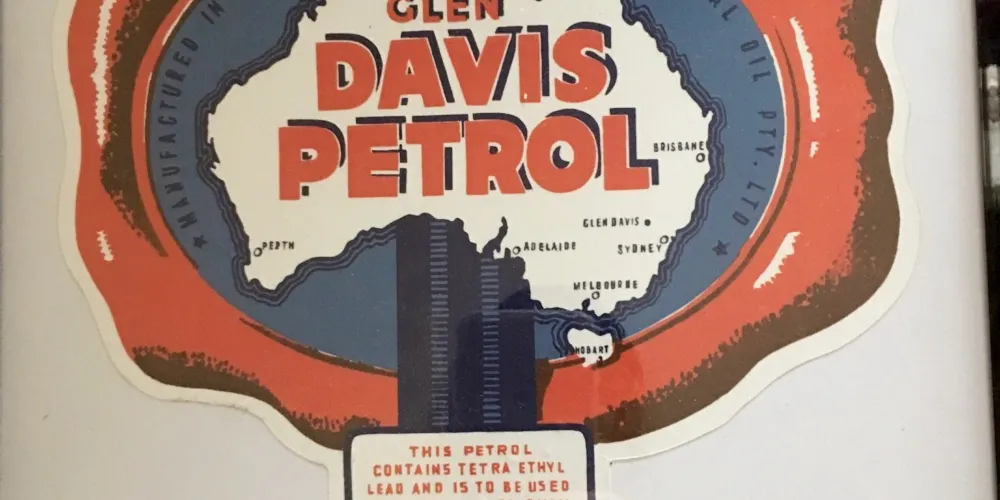 GLEN
DAVIS
PETROL
MANUFACTURED IN
OIL PTY. LTD
BRISBANE
GLEN DAVIS
SYDNEY
PERTH
ADELAIDE
MELBOURNE
HOBART
THIS PETROL
CONTAINS TETRA ETHYL
LEAD AND IS TO BE USED